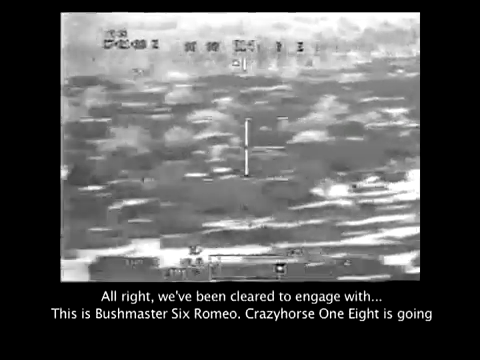 All right, we've been cleared to engage with...
This is Bushmaster Six Romeo. Crazyhorse One Eight is going